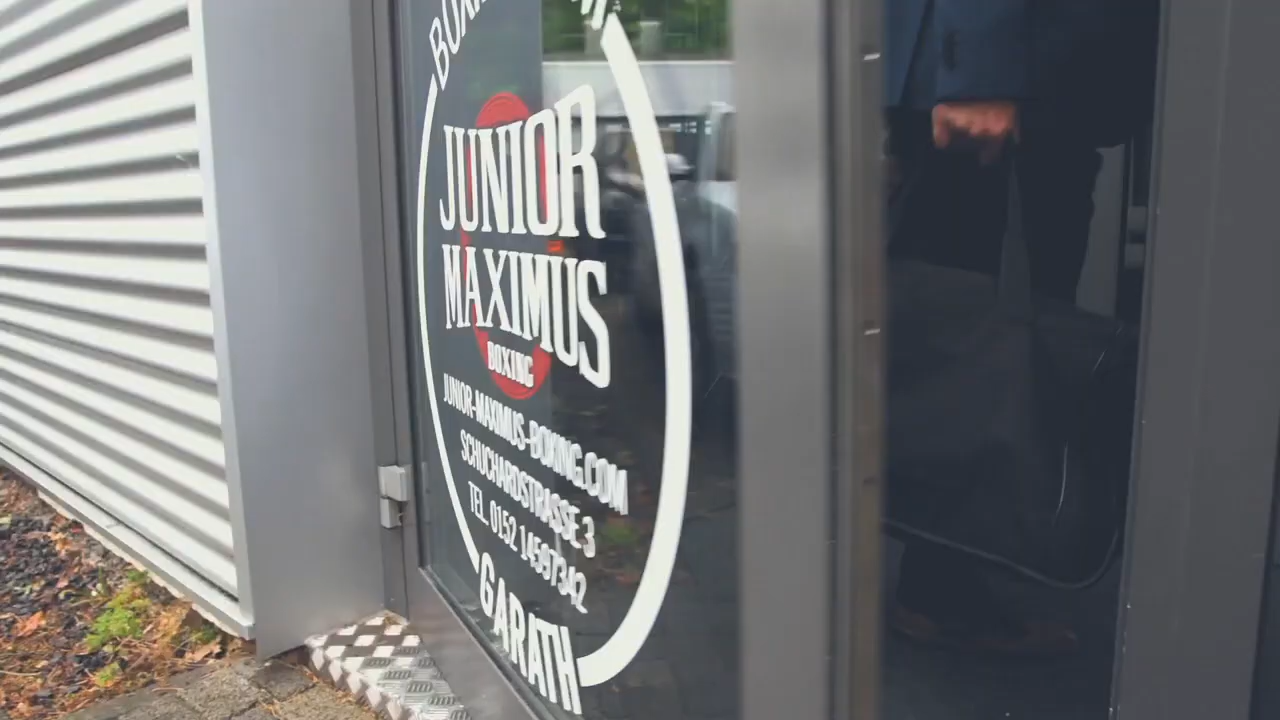 JUNIOR
MAXIMUS
BOXING
JUNIOR-MAXIMUS-BOXING.COM
SCHUCHARDSTRASSE 3
TEL. 0152 14597342
GARATH